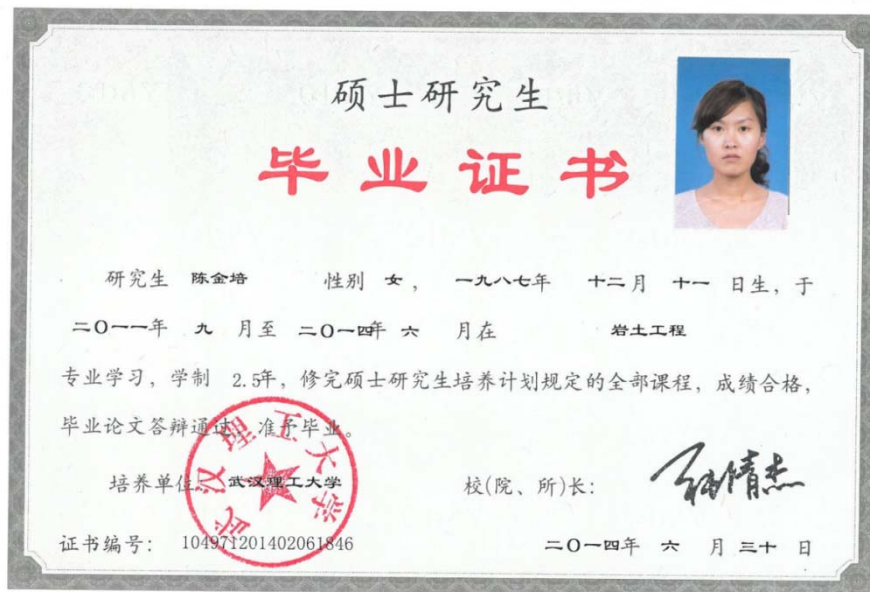 硕士研究生
毕业证书
研究生 陈金培 性别 女， 一九八七年 十二月 十一 日生，于
二〇一一年 九 月至 二〇一四年 六 月在 岩土工程
专业学习，学制 2.5年，修完硕士研究生培养计划规定的全部课程，成绩合格，
毕业论文答辩通过，准予毕业。
培养单位： 武汉理工大学 校(院、所)长：
武汉理工大学
证书编号： 104971201402061846 二〇一四年 六 月 三十 日